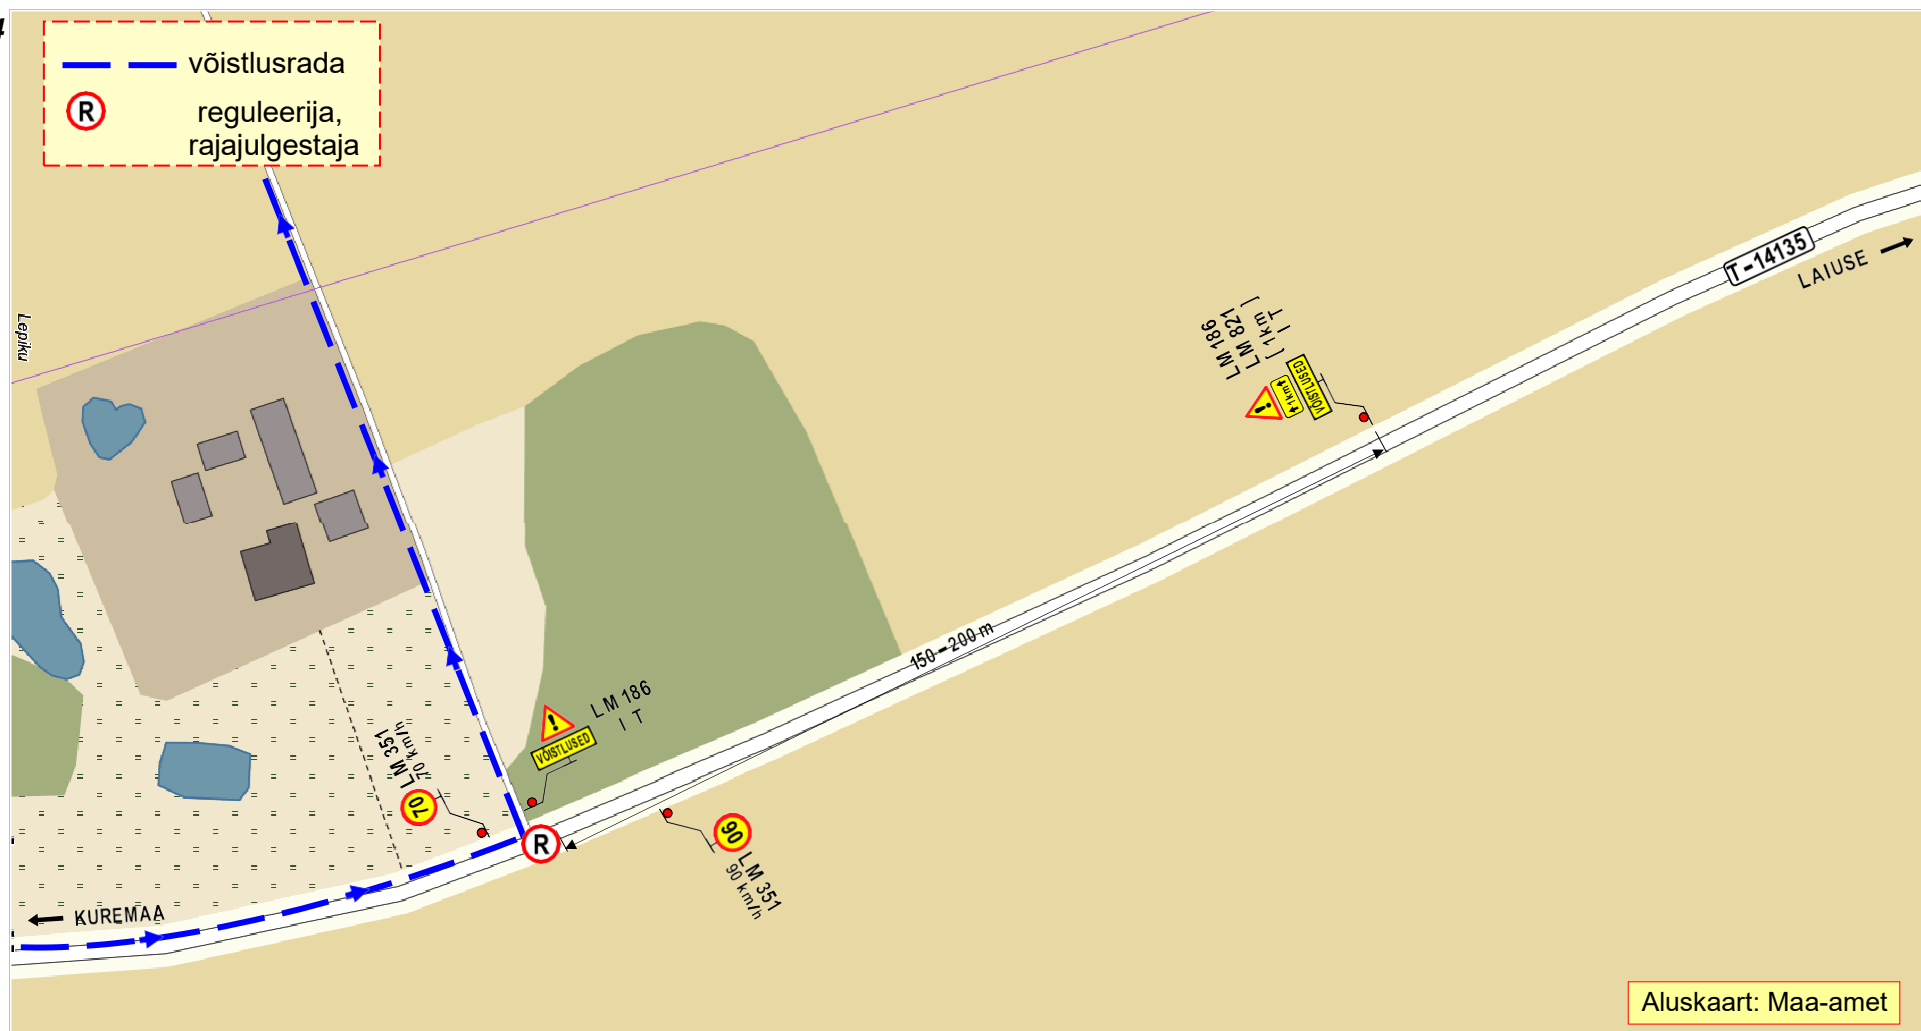 4
võistlusrada
R
reguleerija,
rajajulgestaja
Lepiku
T-14135
LAIUSE
LM 186
LM 821
[ 1km ]
I T
1km
VÕISTLUSED
150-200 m
LM 186
I T
VÕISTLUSED
LM 351
70 km/h
70
R
90
LM 351
90 km/h
KUREMAA
Aluskaart: Maa-amet